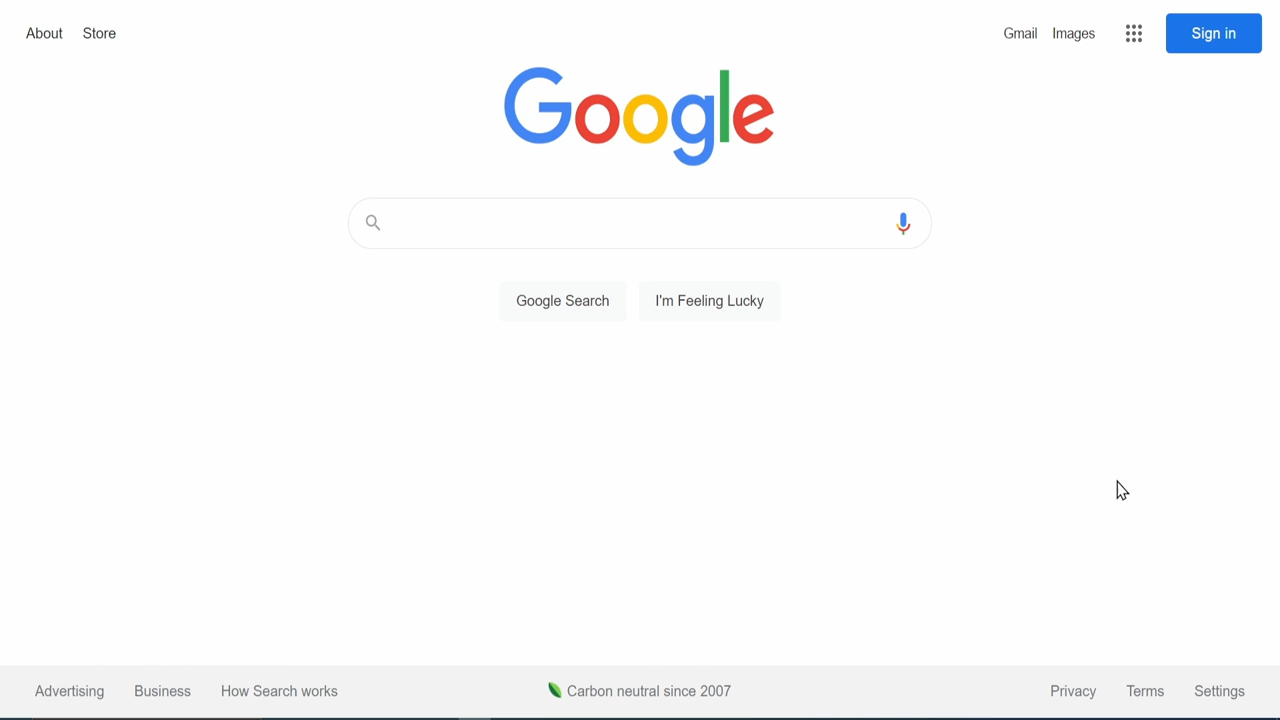 About Store Gmail Images Sign in
Google
Google Search I'm Feeling Lucky
Advertising Business How Search works Carbon neutral since 2007 Privacy Terms Settings